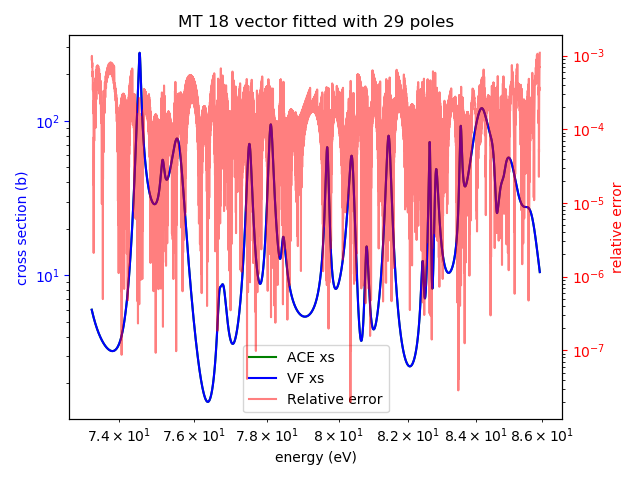 MT 18 vector fitted with 29 poles
10²
10¹
cross section (b)
10⁻³
10⁻⁴
10⁻⁵
10⁻⁶
10⁻⁷
relative error
ACE xs
VF xs
Relative error
7.4 × 10¹ 7.6 × 10¹ 7.8 × 10¹ 8 × 10¹ 8.2 × 10¹ 8.4 × 10¹ 8.6 × 10¹
energy (eV)